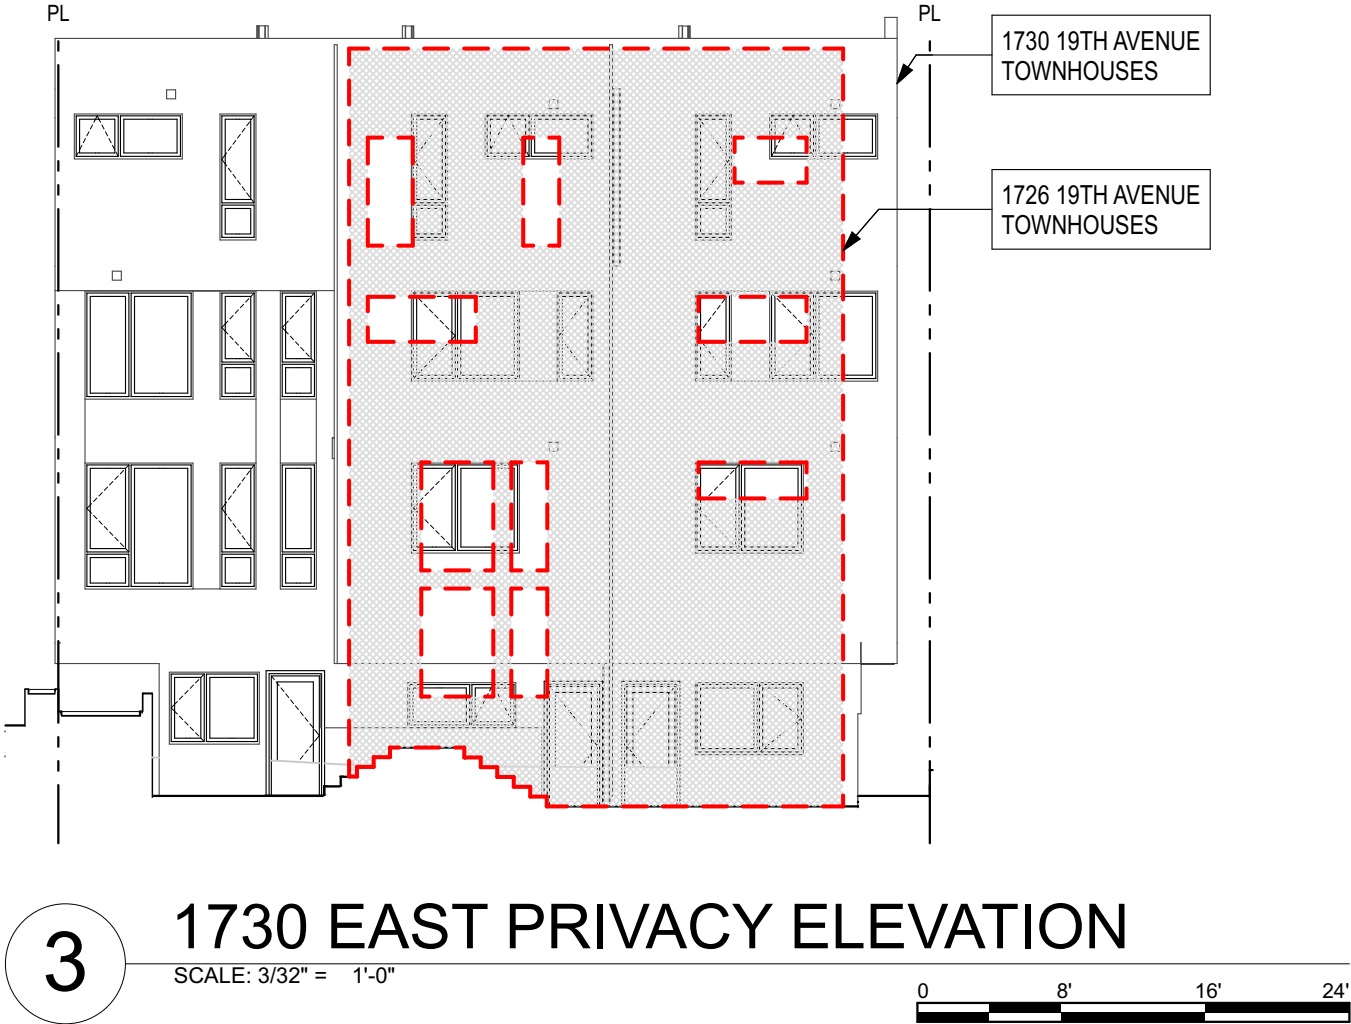 PL
PL
1730 19TH AVENUE
TOWNHOUSES
1726 19TH AVENUE
TOWNHOUSES
3
1730 EAST PRIVACY ELEVATION
SCALE: 3/32" = 1'-0"
0 8' 16' 24'